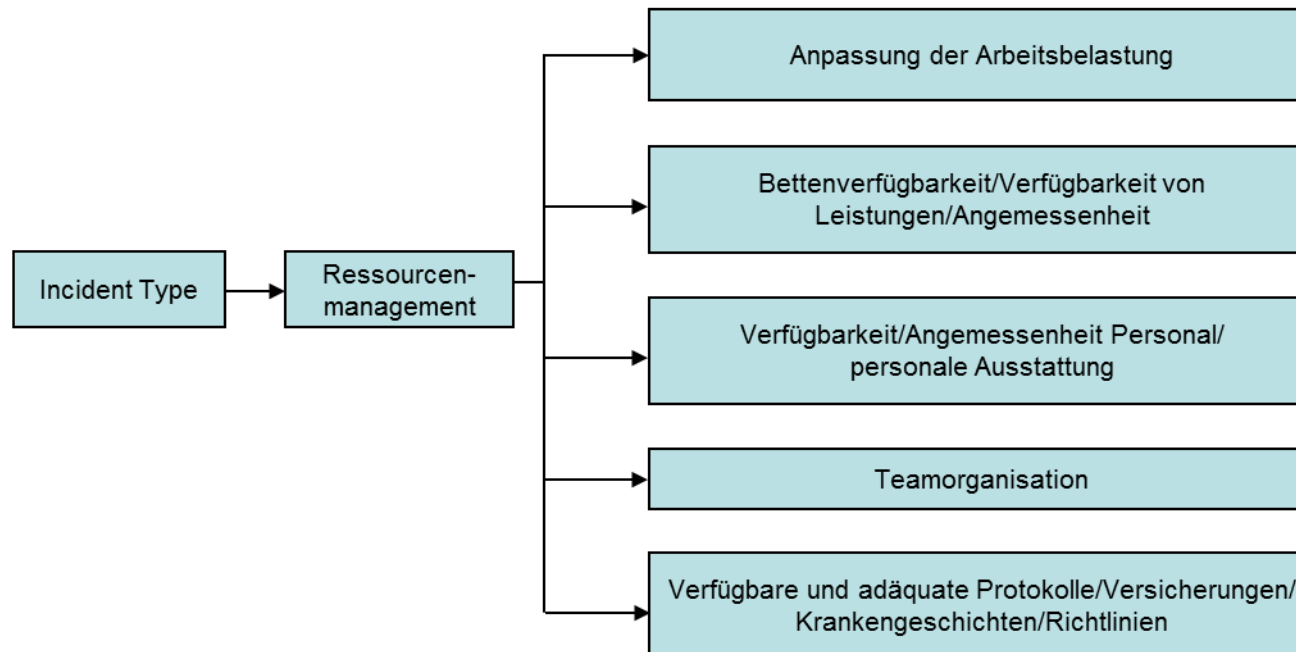 Anpassung der Arbeitsbelastung
Bettenverfügbarkeit/Verfügbarkeit von
Leistungen/Angemessenheit
Incident Type
Ressourcen-
management
Verfügbarkeit/Angemessenheit Personal/
personale Ausstattung
Teamorganisation
Verfügbare und adäquate Protokolle/Versicherungen/
Krankengeschichten/Richtlinien